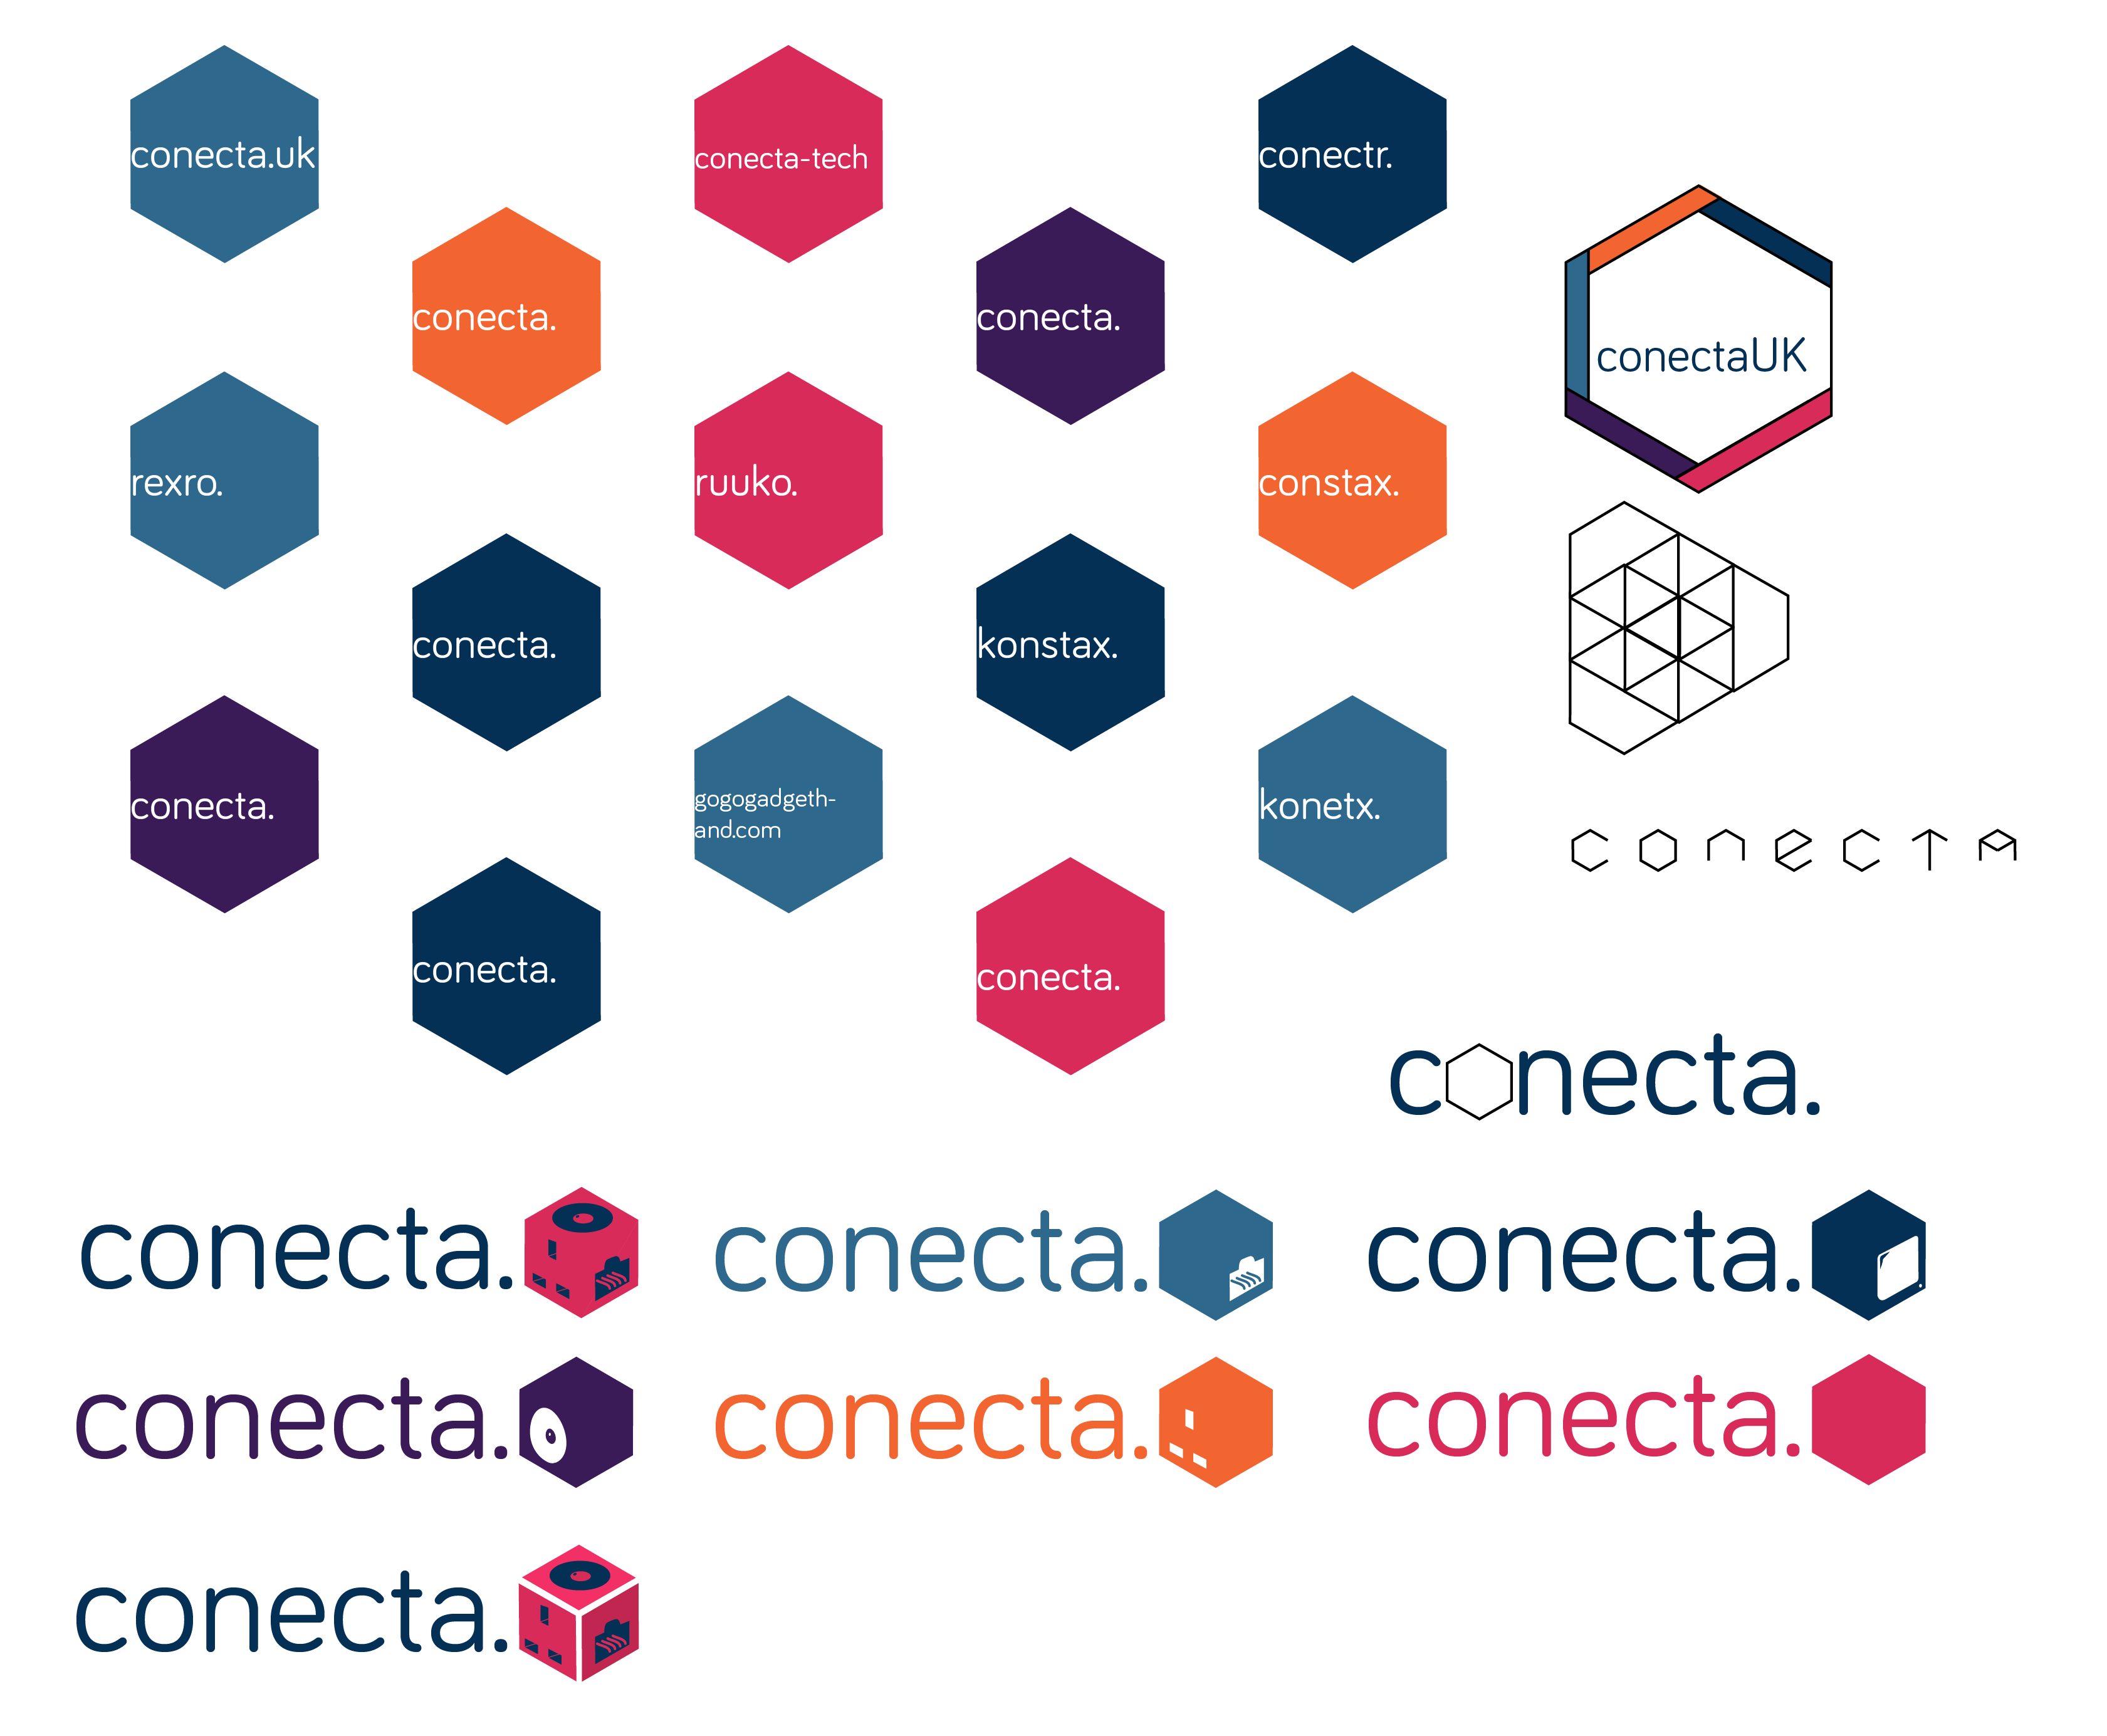 conecta.uk
conecta-tech
conectr.
conecta.
conecta.
conectaUK
rexro.
ruuko.
constax.
conecta.
konstax.
conecta.
gogogadgeth-
and.com
konetx.
conecta
conecta.
conecta.
conecta.
conecta.
conecta.
conecta.
conecta.
conecta.
conecta.
conecta.